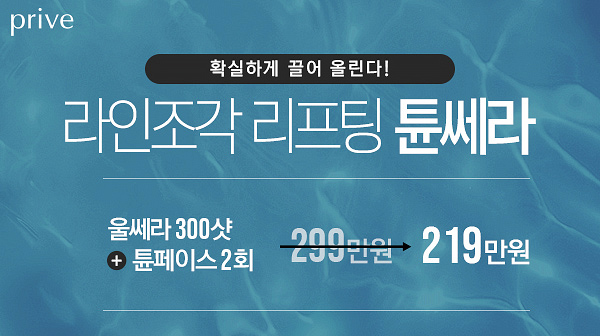 prive
확실하게 끌어 올린다!
라인조각 리프팅 튠쎄라
울쎄라 300샷
+ 튠페이스 2회
299만원 219만원